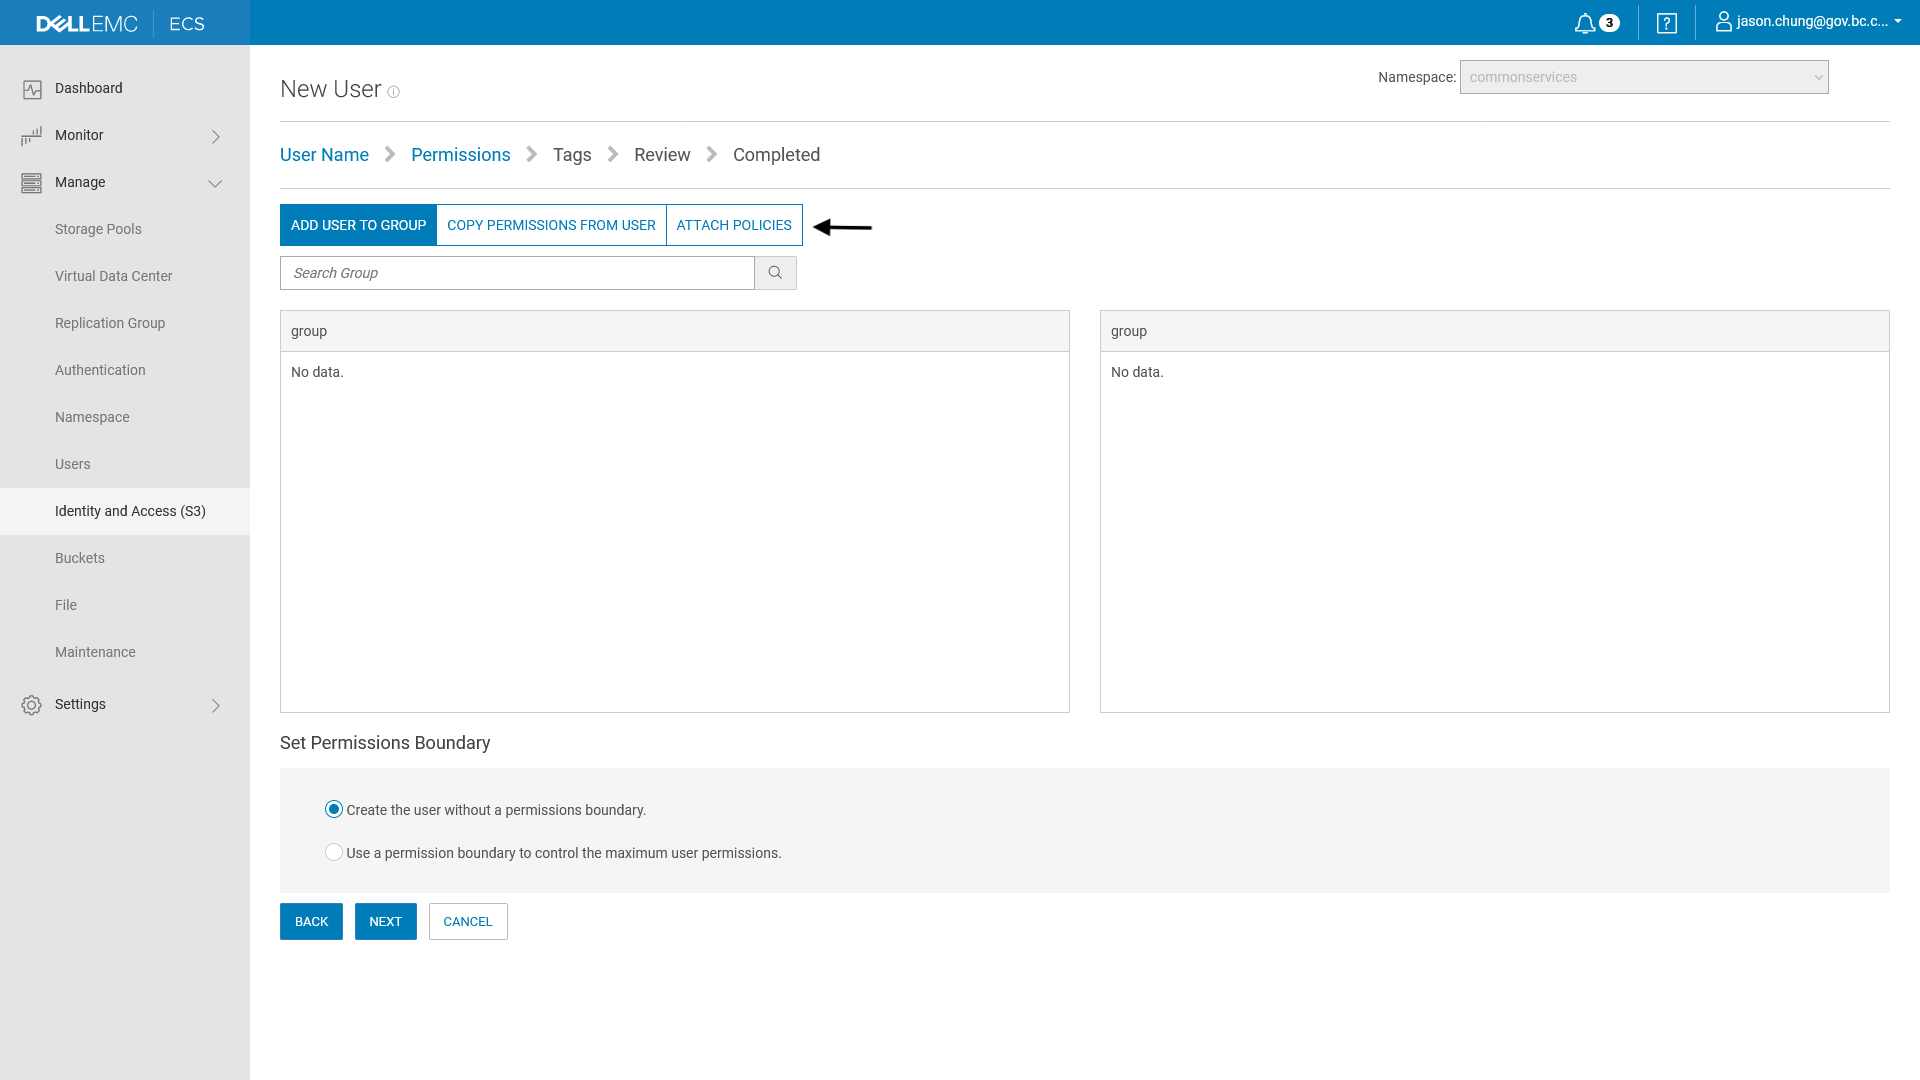 DELLEMC ECS
3
?
jason.chung@gov.bc.c...
Dashboard
Monitor
Manage
Storage Pools
Virtual Data Center
Replication Group
Authentication
Namespace
Users
Identity and Access (S3)
Buckets
File
Maintenance
Settings
New User
Namespace: commonservices
User Name Permissions Tags Review Completed
ADD USER TO GROUP COPY PERMISSIONS FROM USER ATTACH POLICIES
Search Group
group
No data.
group
No data.
Set Permissions Boundary
Create the user without a permissions boundary.
Use a permission boundary to control the maximum user permissions.
BACK NEXT CANCEL